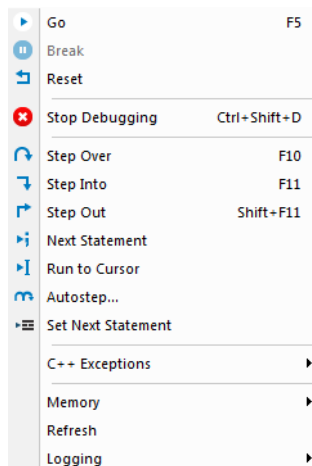 Go F5
Break
Reset
Stop Debugging Ctrl+Shift+D
Step Over F10
Step Into F11
Step Out Shift+F11
Next Statement
Run to Cursor
Autostep...
Set Next Statement
C++ Exceptions
Memory
Refresh
Logging